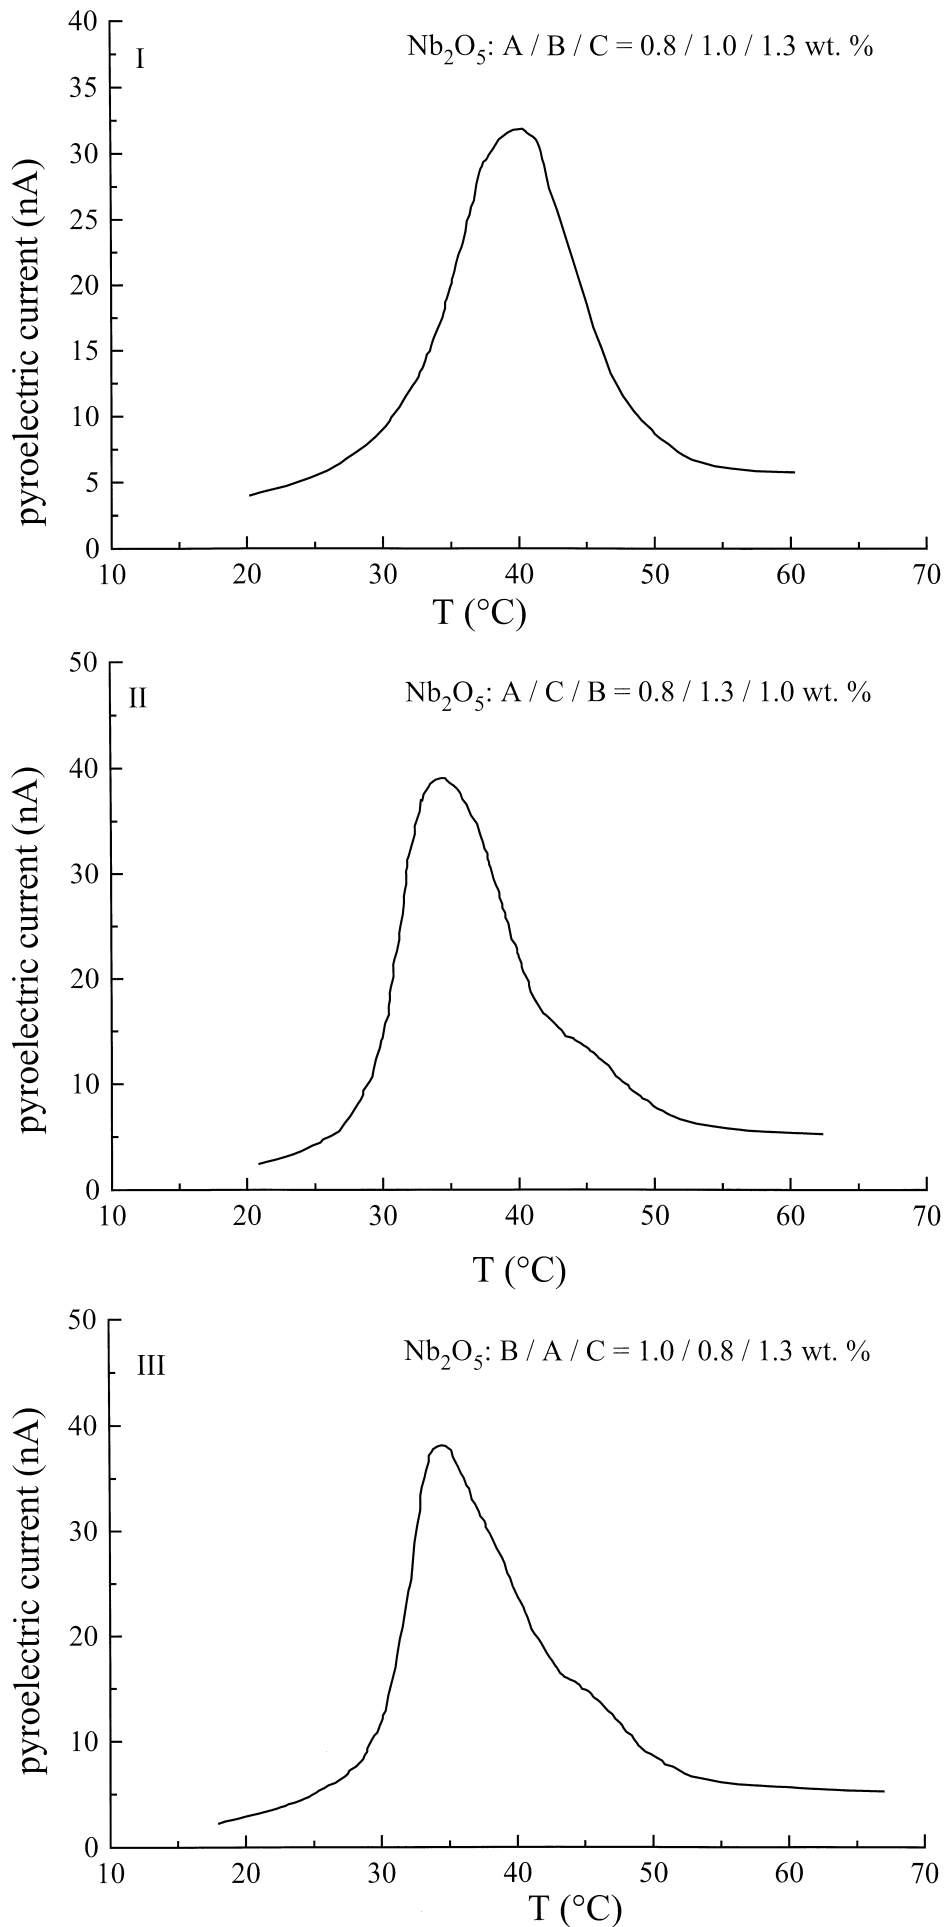 40
I
Nb₂O₅: A / B / C = 0.8 / 1.0 / 1.3 wt. %
35
30
25
20
15
10
5
0
pyroelectric current (nA)
10 20 30 40 50 60 70
T (°C)
50
II
Nb₂O₅: A / C / B = 0.8 / 1.3 / 1.0 wt. %
40
30
20
10
0
pyroelectric current (nA)
10 20 30 40 50 60 70
T (°C)
50
III
Nb₂O₅: B / A / C = 1.0 / 0.8 / 1.3 wt. %
40
30
20
10
0
pyroelectric current (nA)
10 20 30 40 50 60 70
T (°C)